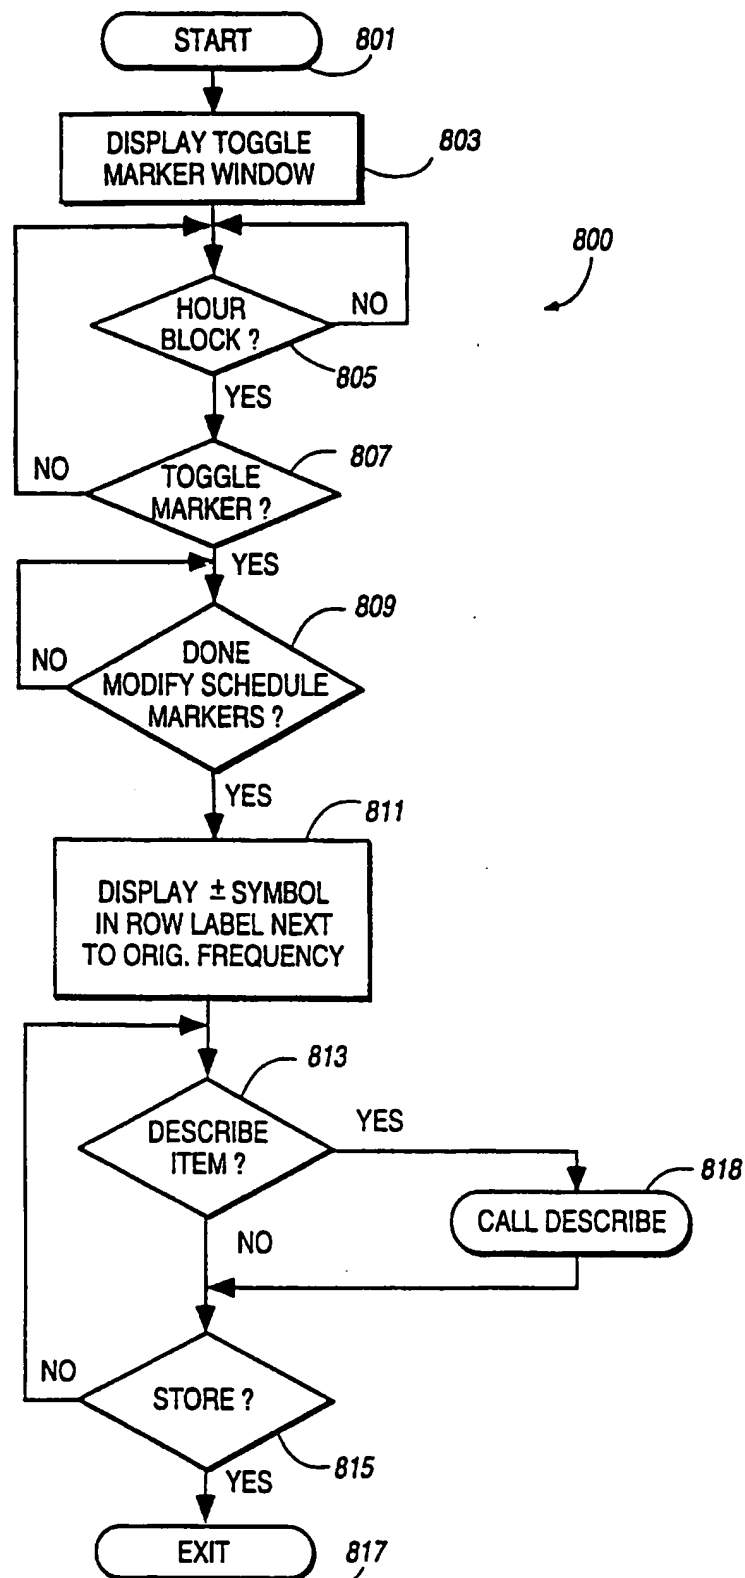 START
801
DISPLAY TOGGLE
MARKER WINDOW
803
800
HOUR
BLOCK ?
NO
805
YES
NO
TOGGLE
MARKER ?
807
YES
809
NO
DONE
MODIFY SCHEDULE
MARKERS ?
YES
811
DISPLAY ± SYMBOL
IN ROW LABEL NEXT
TO ORIG. FREQUENCY
813
DESCRIBE
ITEM ?
YES
818
CALL DESCRIBE
NO
NO
STORE ?
815
YES
EXIT
817